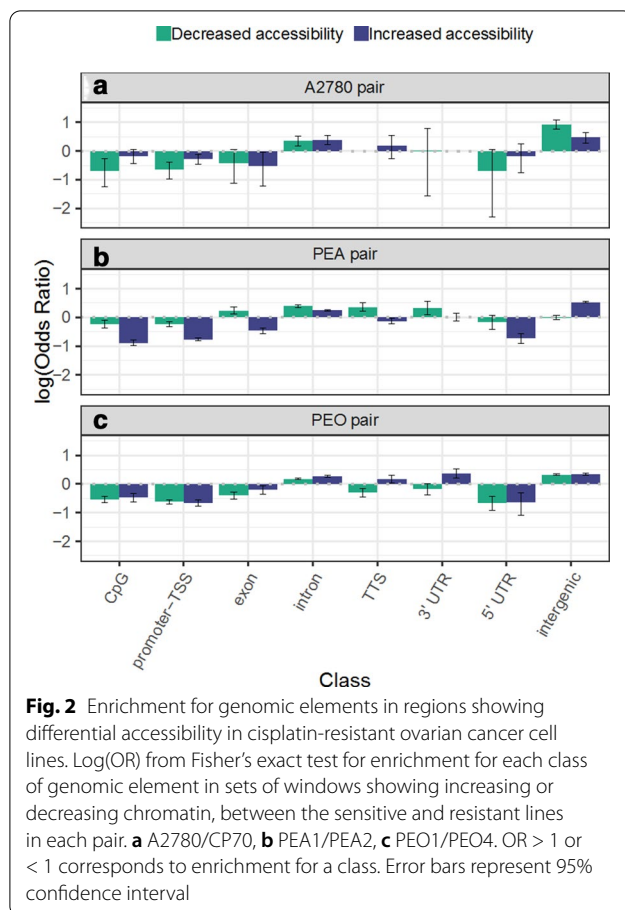 Decreased accessibility Increased accessibility
a
A2780 pair
1
0
−1
−2
b
PEA pair
1
0
−1
−2
c
PEO pair
1
0
−1
−2
log(Odds Ratio)
CpG
promoter−TSS
exon
intron
TTS
3' UTR
5' UTR
intergenic
Class
Fig. 2 Enrichment for genomic elements in regions showing
differential accessibility in cisplatin-resistant ovarian cancer cell
lines. Log(OR) from Fisher’s exact test for enrichment for each class
of genomic element in sets of windows showing increasing or
decreasing chromatin, between the sensitive and resistant lines
in each pair. a A2780/CP70, b PEA1/PEA2, c PEO1/PEO4. OR > 1 or
< 1 corresponds to enrichment for a class. Error bars represent 95%
confidence interval